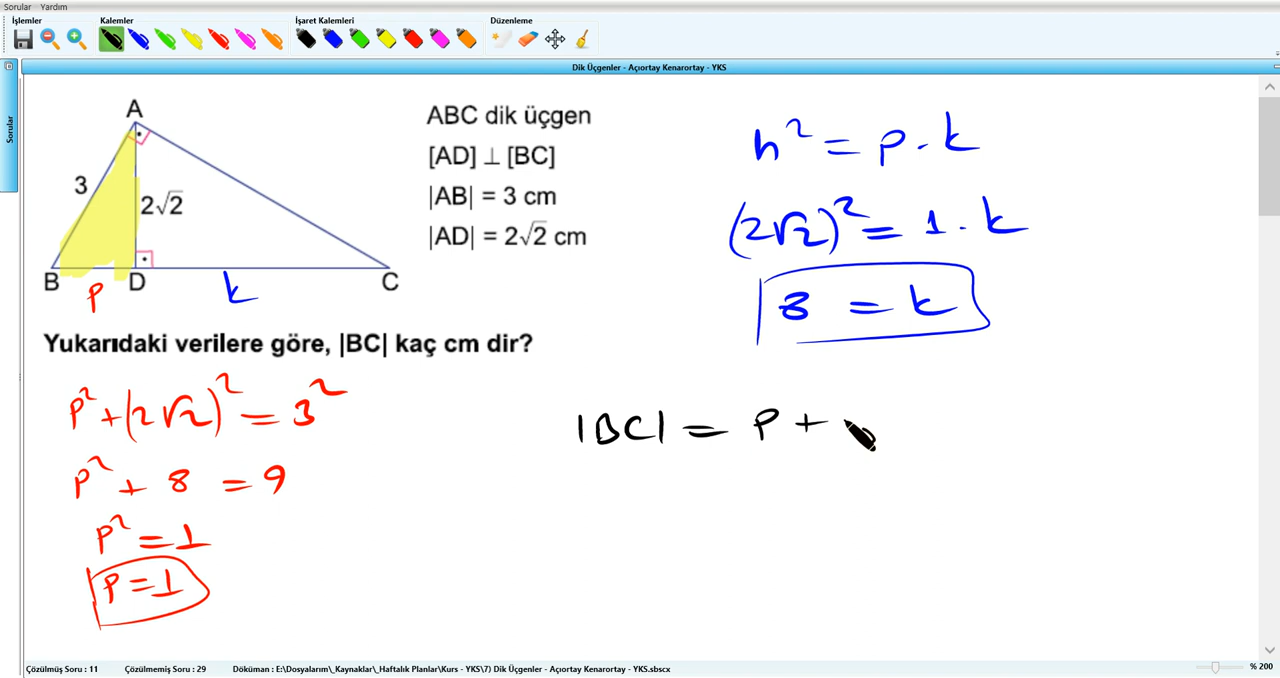 Sorular Yardım
İşlemler Kalemler İşaret Kalemleri Düzenleme
Dik Üçgenler - Açıortay Kenarortay - YKS
Sorular
A
3
2√2
B D C
p k
ABC dik üçgen
[AD] ⊥ [BC]
|AB| = 3 cm
|AD| = 2√2 cm
Yukarıdaki verilere göre, |BC| kaç cm dir?
p² + (2√2)² = 3²
p² + 8 = 9
p² = 1
p = 1
h² = p . k
(2√2)² = 1 . k
8 = k
|BC| = p +
Çözülmüş Soru : 11 Çözülmemiş Soru : 29 Döküman : E:\Dosyalarım\_Kaynaklar\_Haftalık Planlar\Kurs - YKS\7) Dik Üçgenler - Açıortay Kenarortay - YKS.sbscx % 200